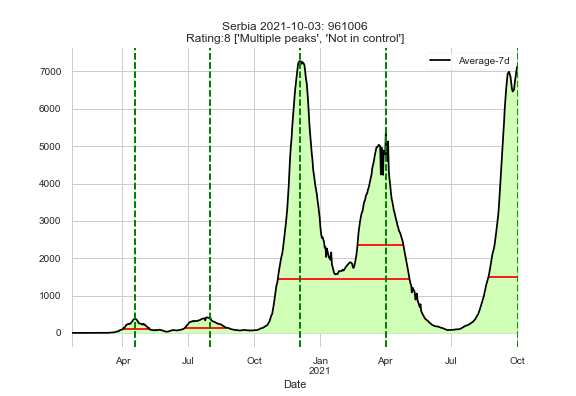 Serbia 2021-10-03: 961006
Rating:8 ['Multiple peaks', 'Not in control']
Average-7d
7000
6000
5000
4000
3000
2000
1000
0
Apr Jul Oct Jan Apr Jul Oct
2021
Date